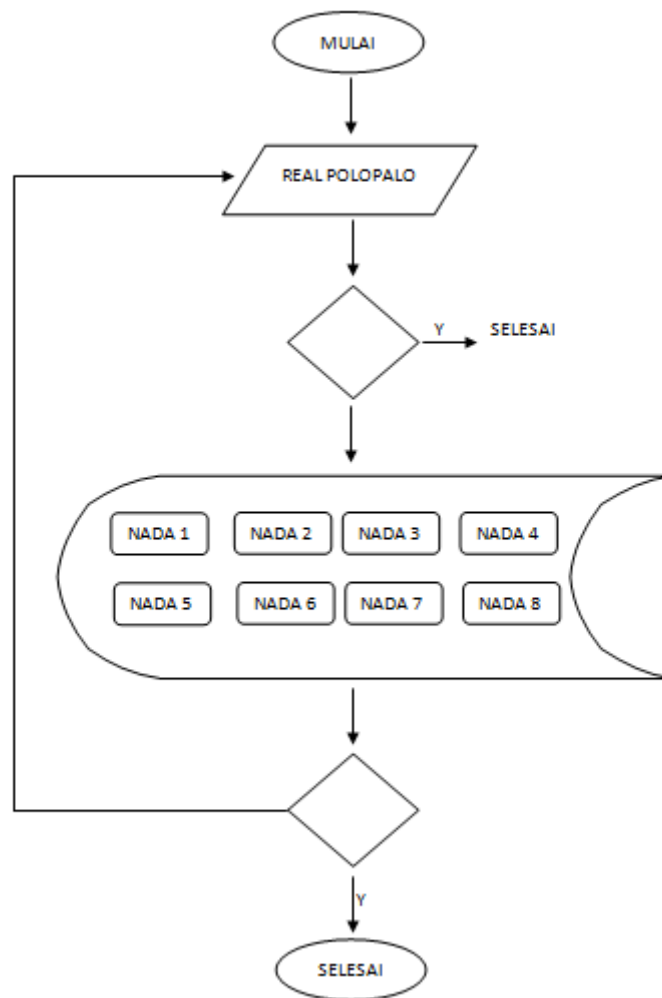 MULAI
REAL POLOPALO
Y
SELESAI
NADA 1
NADA 2
NADA 3
NADA 4
NADA 5
NADA 6
NADA 7
NADA 8
Y
SELESAI